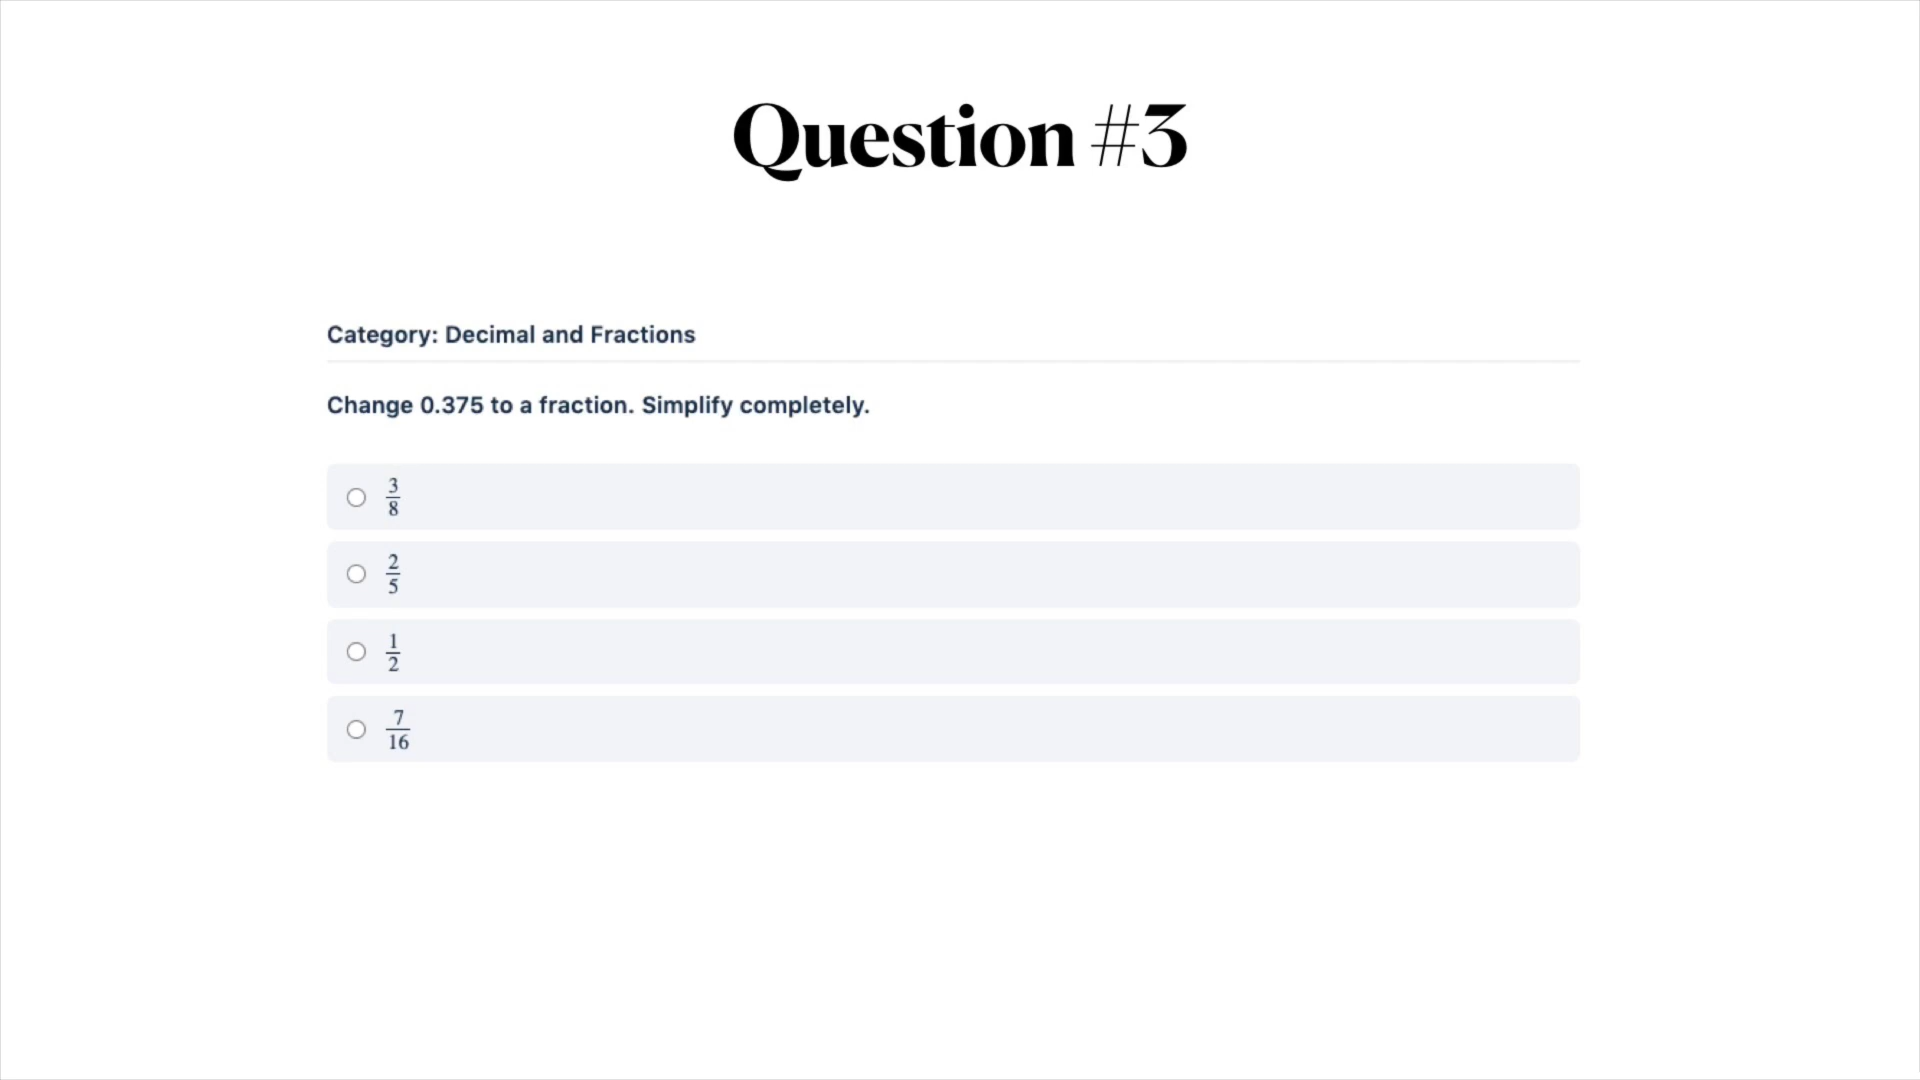 Question #3
Category: Decimal and Fractions
Change 0.375 to a fraction. Simplify completely.
3/8
2/5
1/2
7/16